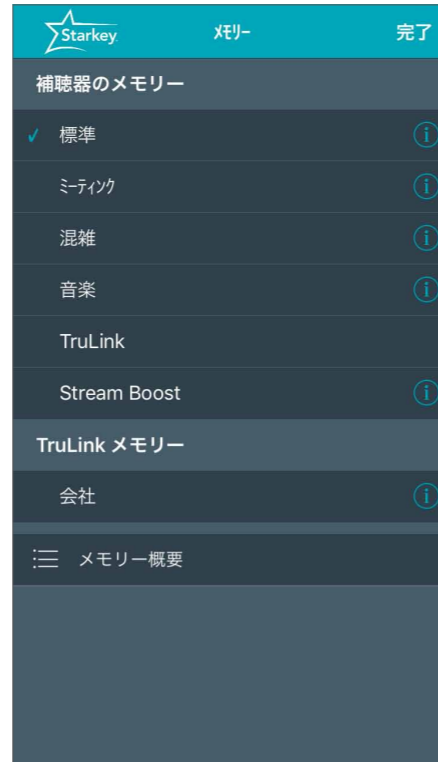 Starkey. ﾒﾓﾘｰ 完了
補聴器のメモリー
標準
ﾐｰﾃｨﾝｸ
混雑
音楽
TruLink
Stream Boost
TruLink メモリー
会社
メモリー概要